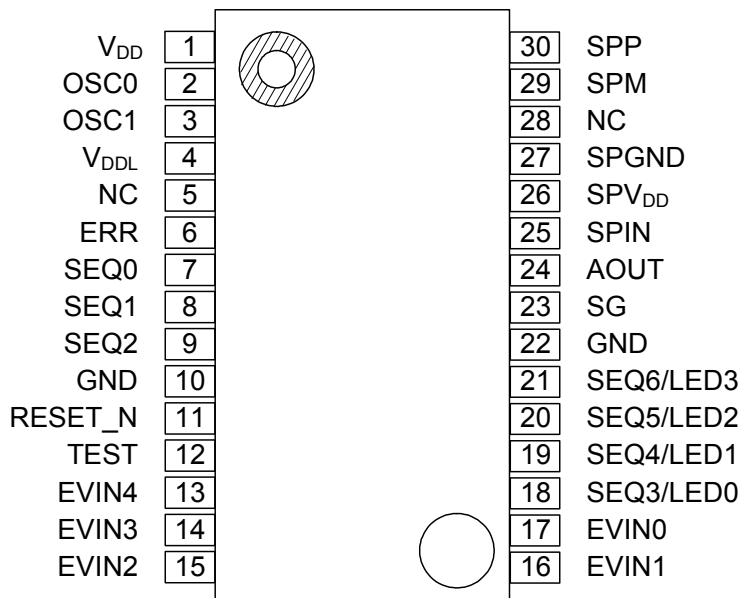 VDD 1 30 SPP
OSC0 2 29 SPM
OSC1 3 28 NC
VDDL 4 27 SPGND
NC 5 26 SPVDD
ERR 6 25 SPIN
SEQ0 7 24 AOUT
SEQ1 8 23 SG
SEQ2 9 22 GND
GND 10 21 SEQ6/LED3
RESET_N 11 20 SEQ5/LED2
TEST 12 19 SEQ4/LED1
EVIN4 13 18 SEQ3/LED0
EVIN3 14 17 EVIN0
EVIN2 15 16 EVIN1